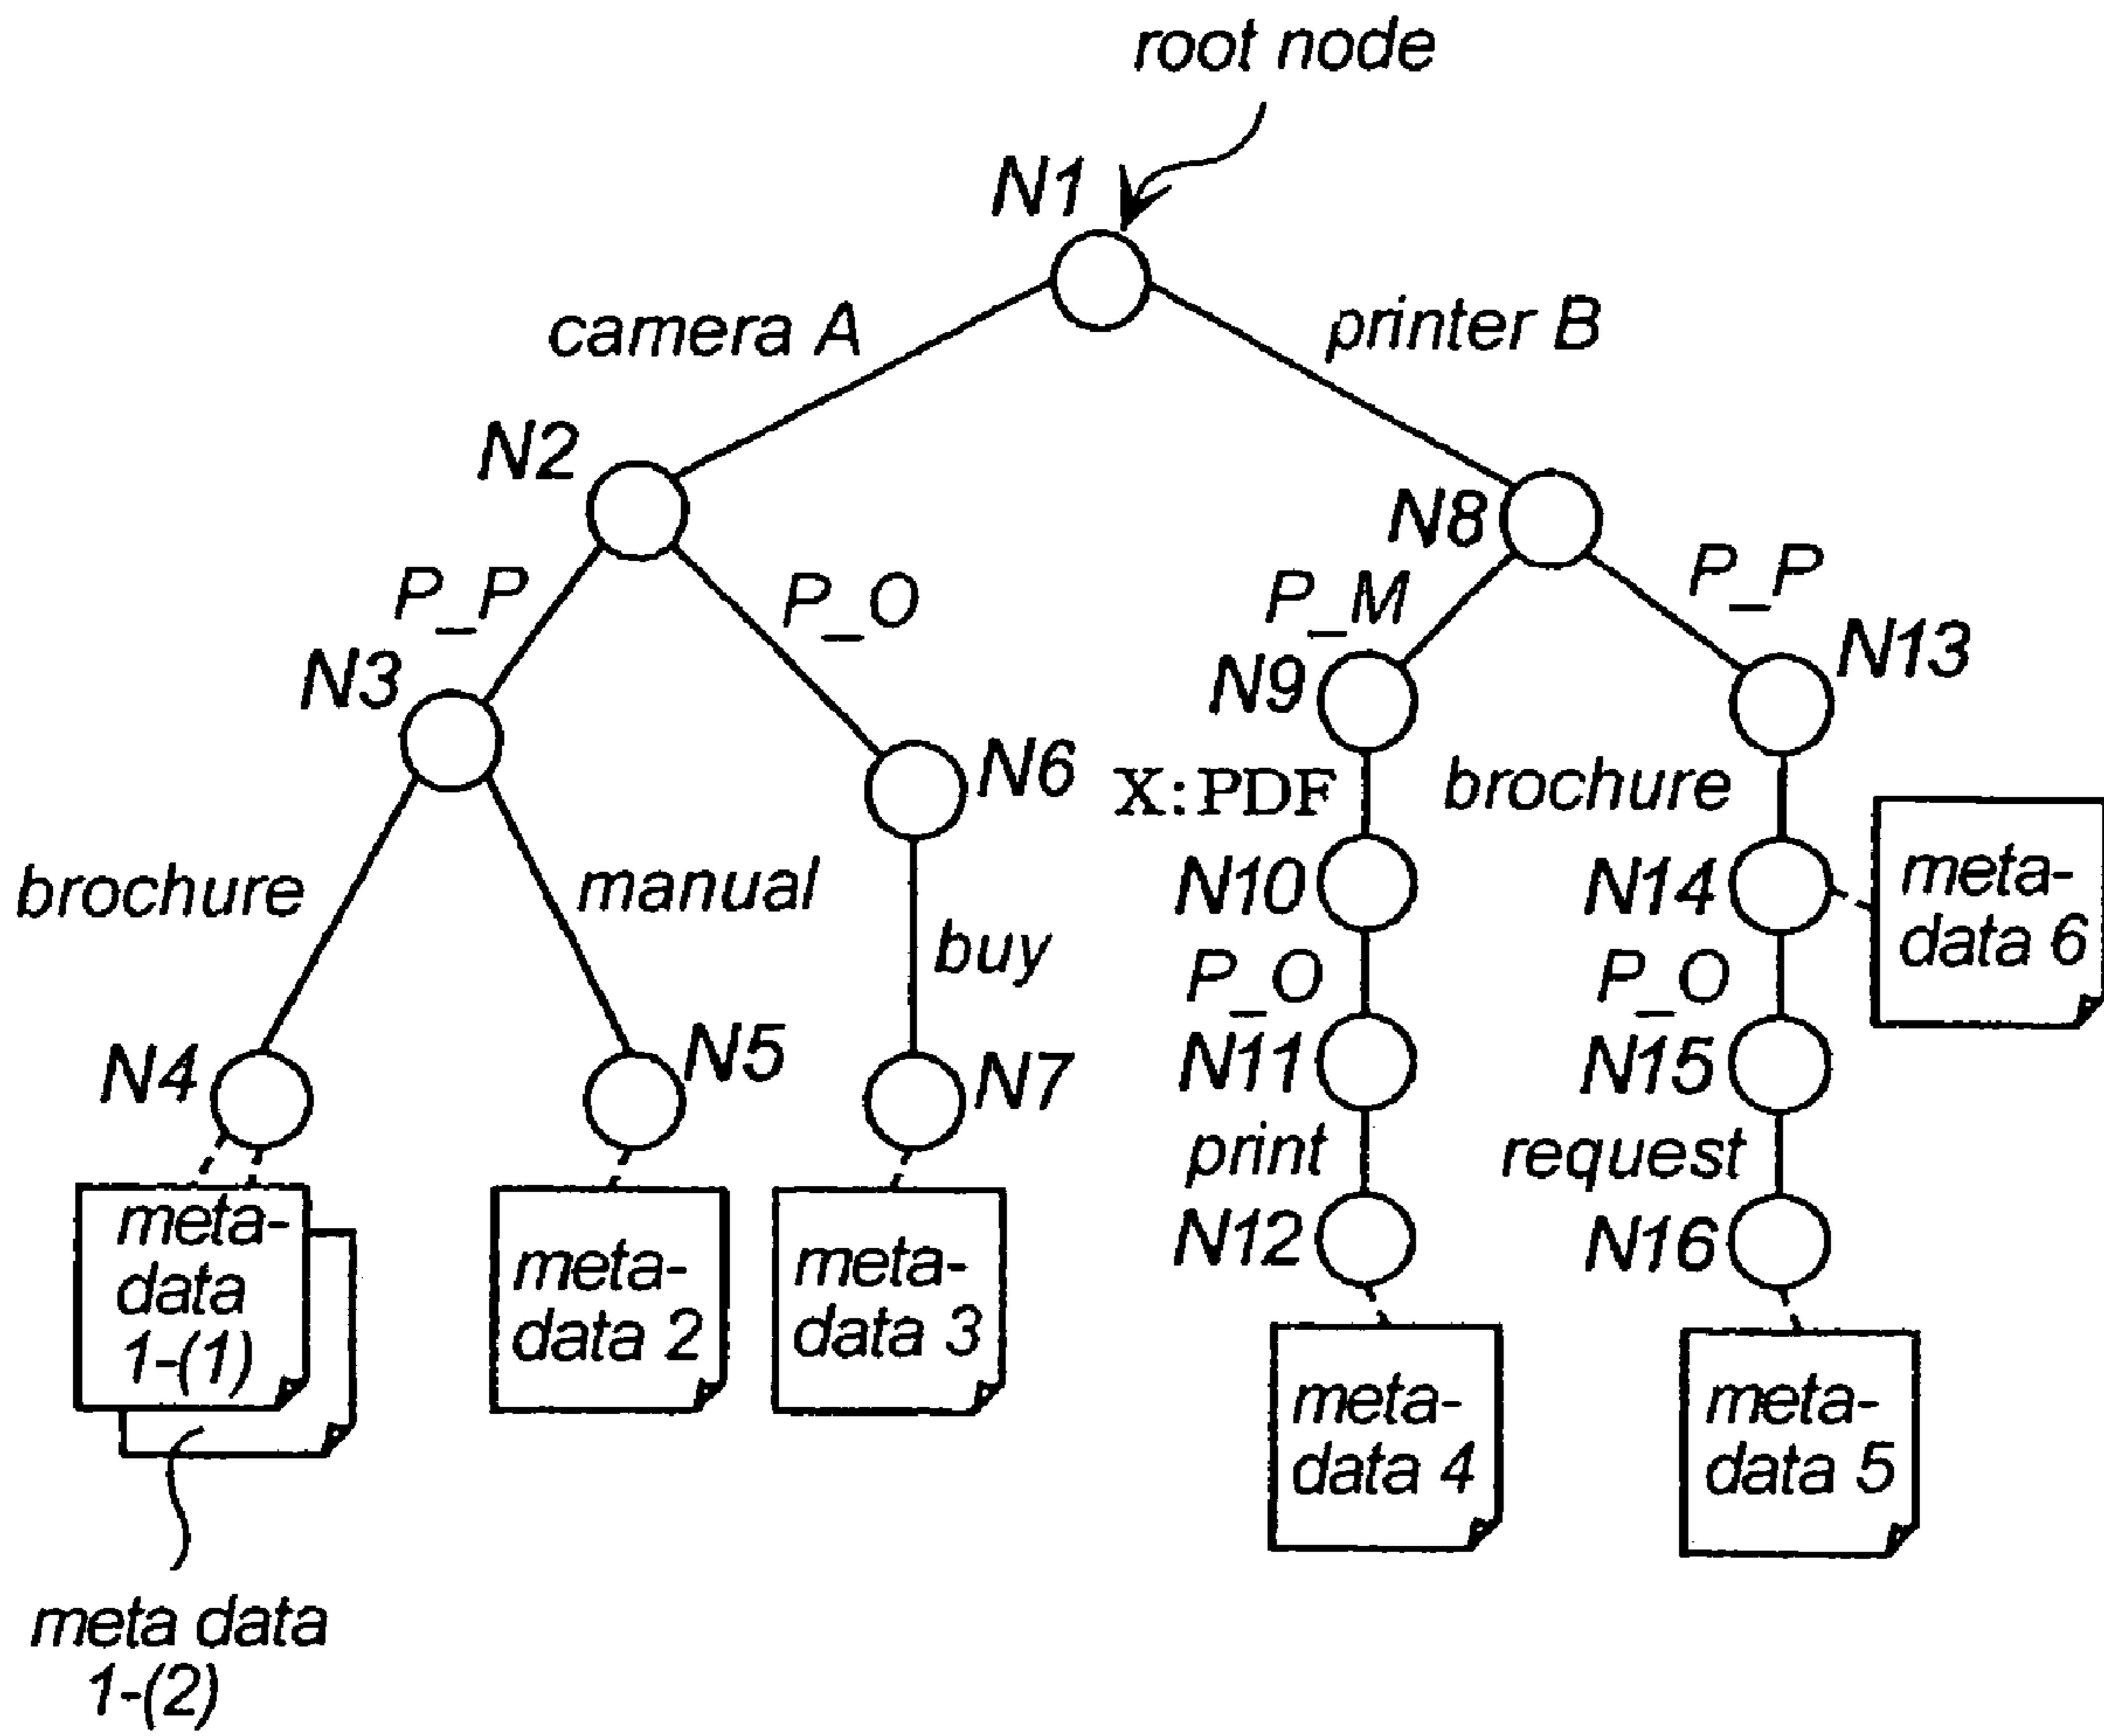 root node
N1
camera A
printer B
N2
N8
P_P
P_O
P_M
P_P
N3
N9
N13
N6
X:PDF
brochure
brochure
manual
N10
N14
meta-
data 6
buy
P_O
P_O
N4
N5
N7
N11
N15
print
request
N12
N16
meta-
data
1-(1)
meta-
data 2
meta-
data 3
meta-
data 4
meta-
data 5
meta data
1-(2)